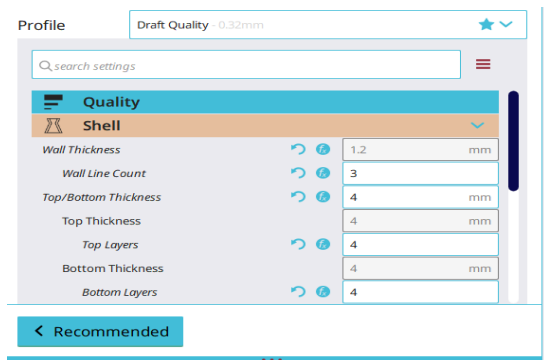 Profile
Draft Quality - 0.32mm
search settings
Quality
Shell
Wall Thickness 1.2 mm
Wall Line Count 3
Top/Bottom Thickness 4 mm
Top Thickness 4 mm
Top Layers 4
Bottom Thickness 4 mm
Bottom Layers 4
Recommended